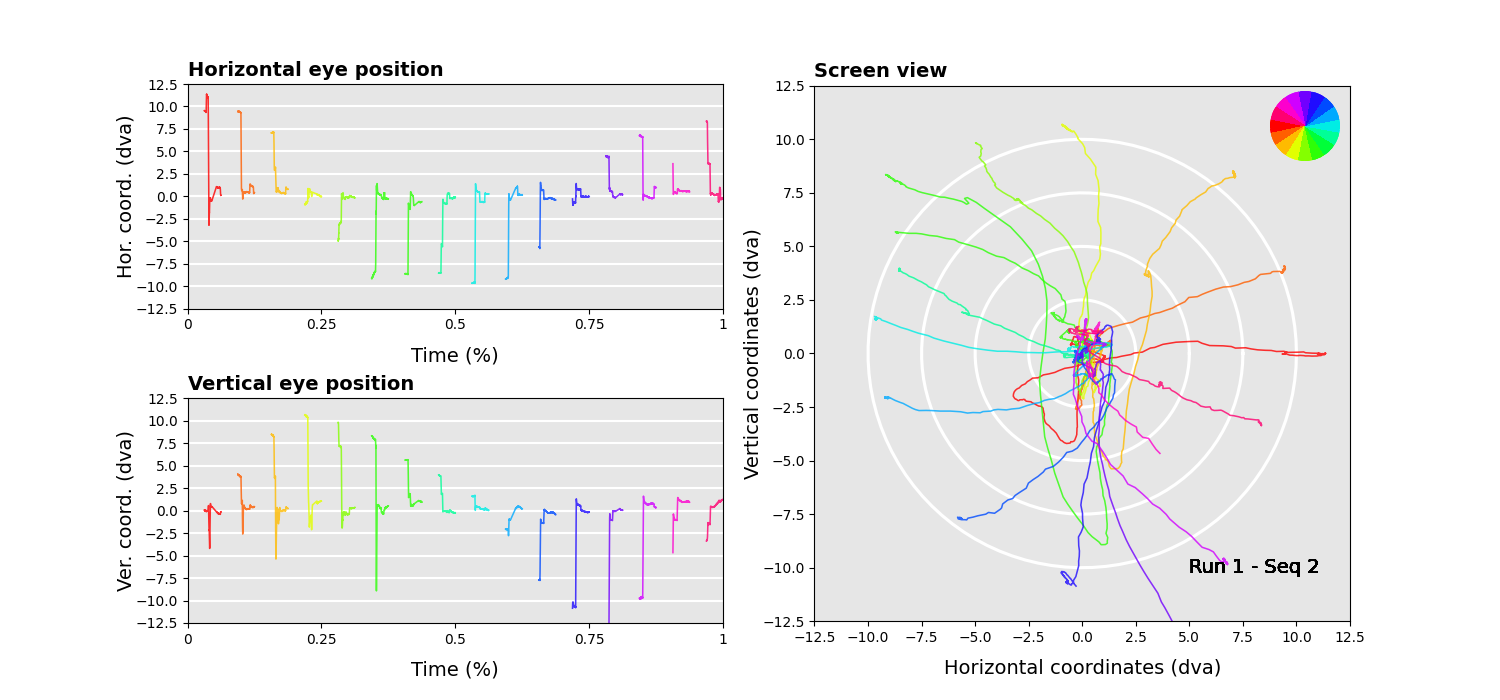 Horizontal eye position
Hor. coord. (dva)
12.5
10.0
7.5
5.0
2.5
0.0
−2.5
−5.0
−7.5
−10.0
−12.5
0 0.25 0.5 0.75 1
Time (%)
Vertical eye position
Ver. coord. (dva)
12.5
10.0
7.5
5.0
2.5
0.0
−2.5
−5.0
−7.5
−10.0
−12.5
0 0.25 0.5 0.75 1
Time (%)
Screen view
Vertical coordinates (dva)
12.5
10.0
7.5
5.0
2.5
0.0
−2.5
−5.0
−7.5
−10.0
−12.5
Run 1 - Seq 2
−12.5 −10.0 −7.5 −5.0 −2.5 0.0 2.5 5.0 7.5 10.0 12.5
Horizontal coordinates (dva)